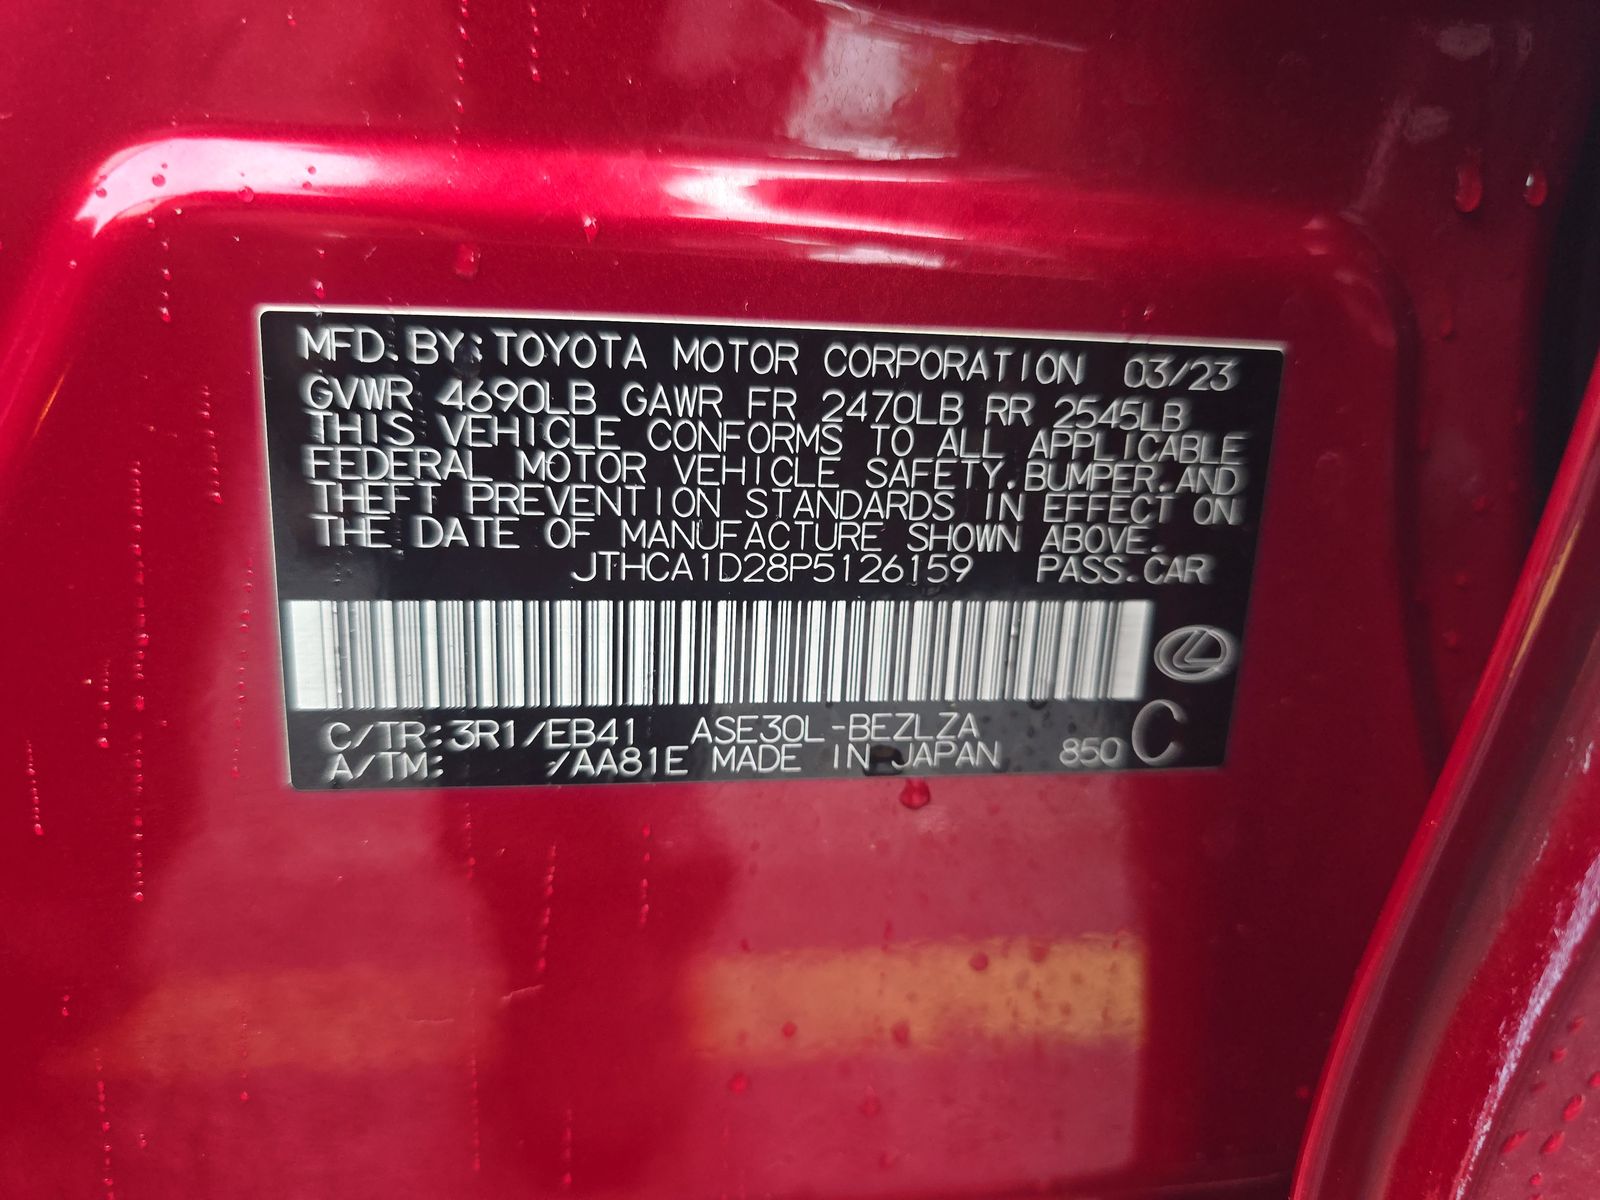 MFD. BY: TOYOTA MOTOR CORPORATION 03/23
GVWR 4690LB GAWR FR 2470LB RR 2545LB
THIS VEHICLE CONFORMS TO ALL APPLICABLE
FEDERAL MOTOR VEHICLE SAFETY, BUMPER, AND
THEFT PREVENTION STANDARDS IN EFFECT ON
THE DATE OF MANUFACTURE SHOWN ABOVE.
JTHCA1D28P5126159 PASS. CAR
C/TR: 3R1/EB41 ASE30L-BEZLZA
A/TM: /AA81E MADE IN JAPAN 850 C